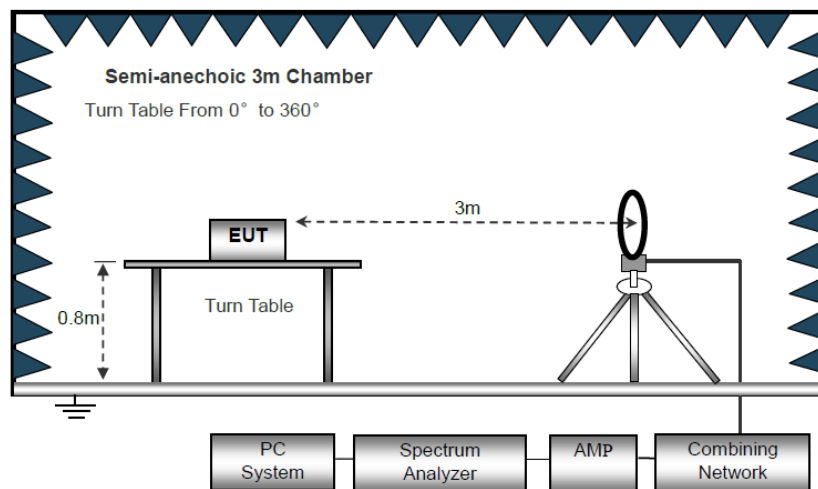 Semi-anechoic 3m Chamber
Turn Table From 0° to 360°
3m
EUT
Turn Table
0.8m
PC
System
Spectrum
Analyzer
AMP
Combining
Network